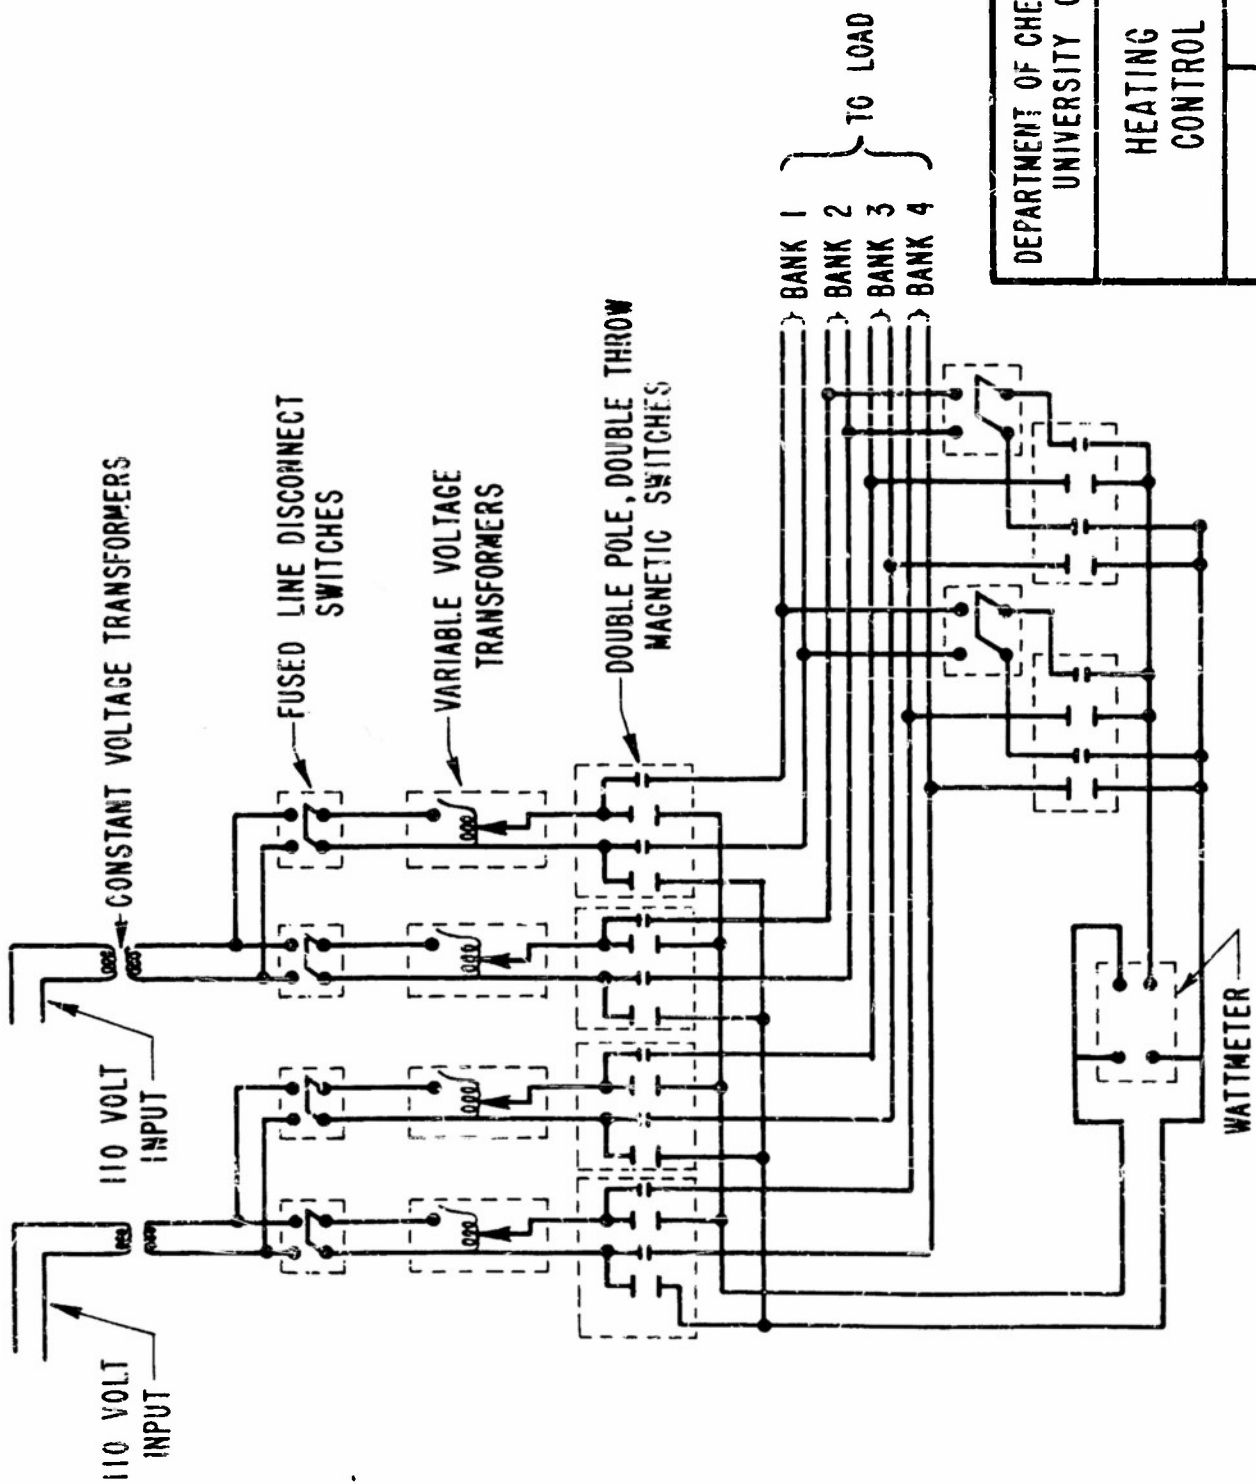 110 VOLT
INPUT
110 VOLT
INPUT
CONSTANT VOLTAGE TRANSFORMERS
FUSED LINE DISCONNECT
SWITCHES
VARIABLE VOLTAGE
TRANSFORMERS
DOUBLE POLE, DOUBLE THROW
MAGNETIC SWITCHES
BANK 1
BANK 2
BANK 3
BANK 4
TO LOAD
WATTMETER
DEPARTMENT OF CHE
UNIVERSITY
HEATING
CONTROL